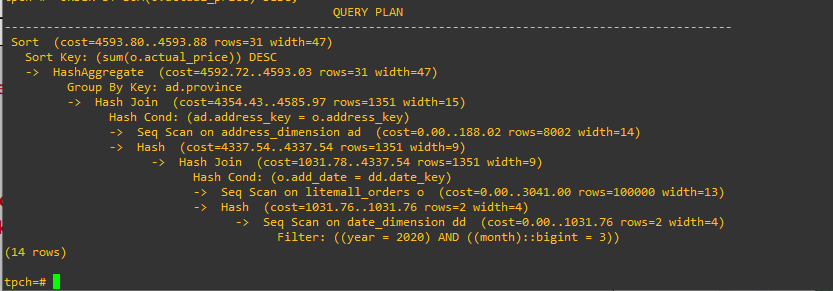 QUERY PLAN
-----------------------------------------------------------------------------------------
Sort  (cost=4593.80..4593.88 rows=31 width=47)
  Sort Key: (sum(o.actual_price)) DESC
  ->  HashAggregate  (cost=4592.72..4593.03 rows=31 width=47)
        Group By Key: ad.province
        ->  Hash Join  (cost=4354.43..4585.97 rows=1351 width=15)
              Hash Cond: (ad.address_key = o.address_key)
              ->  Seq Scan on address_dimension ad  (cost=0.00..188.02 rows=8002 width=14)
              ->  Hash  (cost=4337.54..4337.54 rows=1351 width=9)
                    ->  Hash Join  (cost=1031.78..4337.54 rows=1351 width=9)
                          Hash Cond: (o.add_date = dd.date_key)
                          ->  Seq Scan on litemall_orders o  (cost=0.00..3041.00 rows=100000 width=13)
                          ->  Hash  (cost=1031.76..1031.76 rows=2 width=4)
                                ->  Seq Scan on date_dimension dd  (cost=0.00..1031.76 rows=2 width=4)
                                      Filter: ((year = 2020) AND ((month)::bigint = 3))
(14 rows)
tpch=#